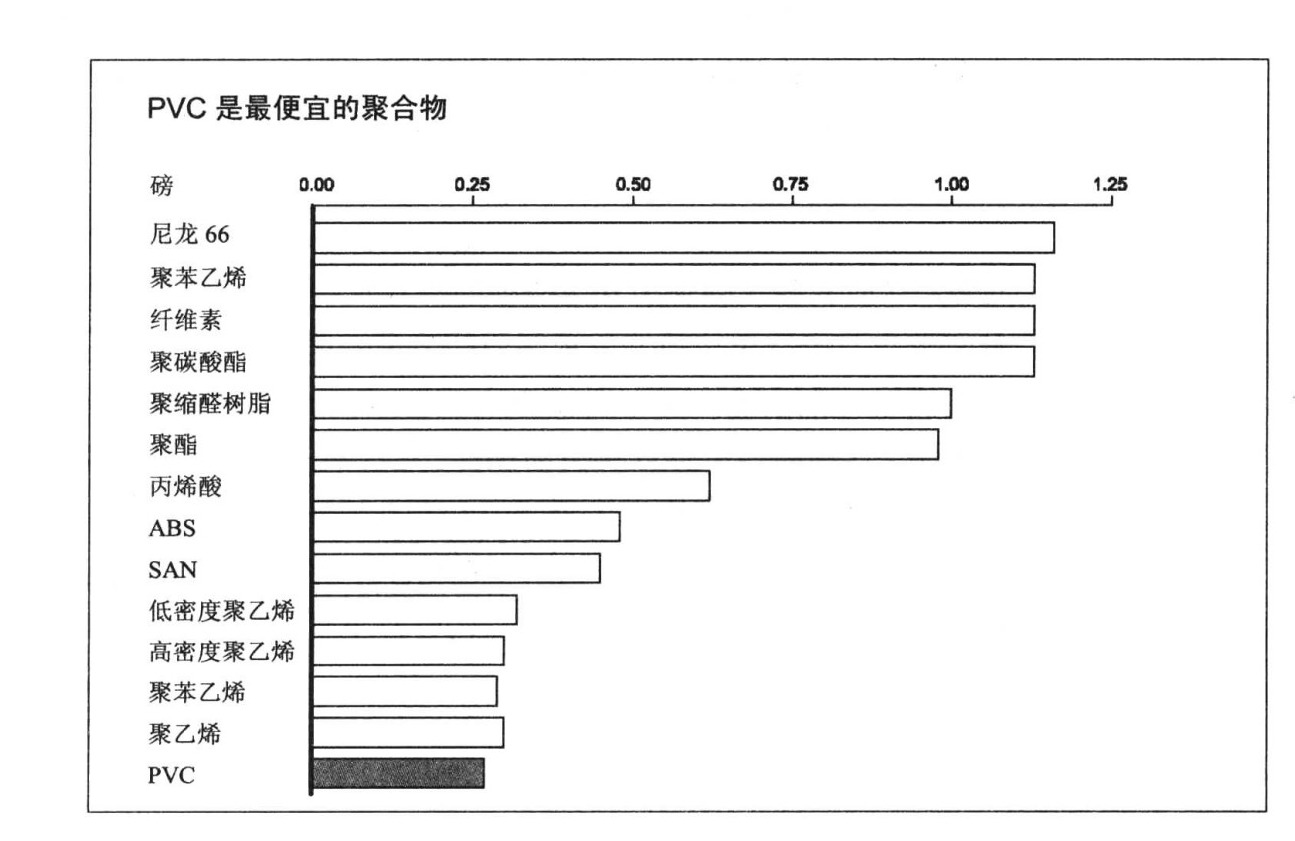 PVC 是最便宜的聚合物
磅 0.00 0.25 0.50 0.75 1.00 1.25
尼龙 66
聚苯乙烯
纤维素
聚碳酸酯
聚缩醛树脂
聚酯
丙烯酸
ABS
SAN
低密度聚乙烯
高密度聚乙烯
聚苯乙烯
聚乙烯
PVC